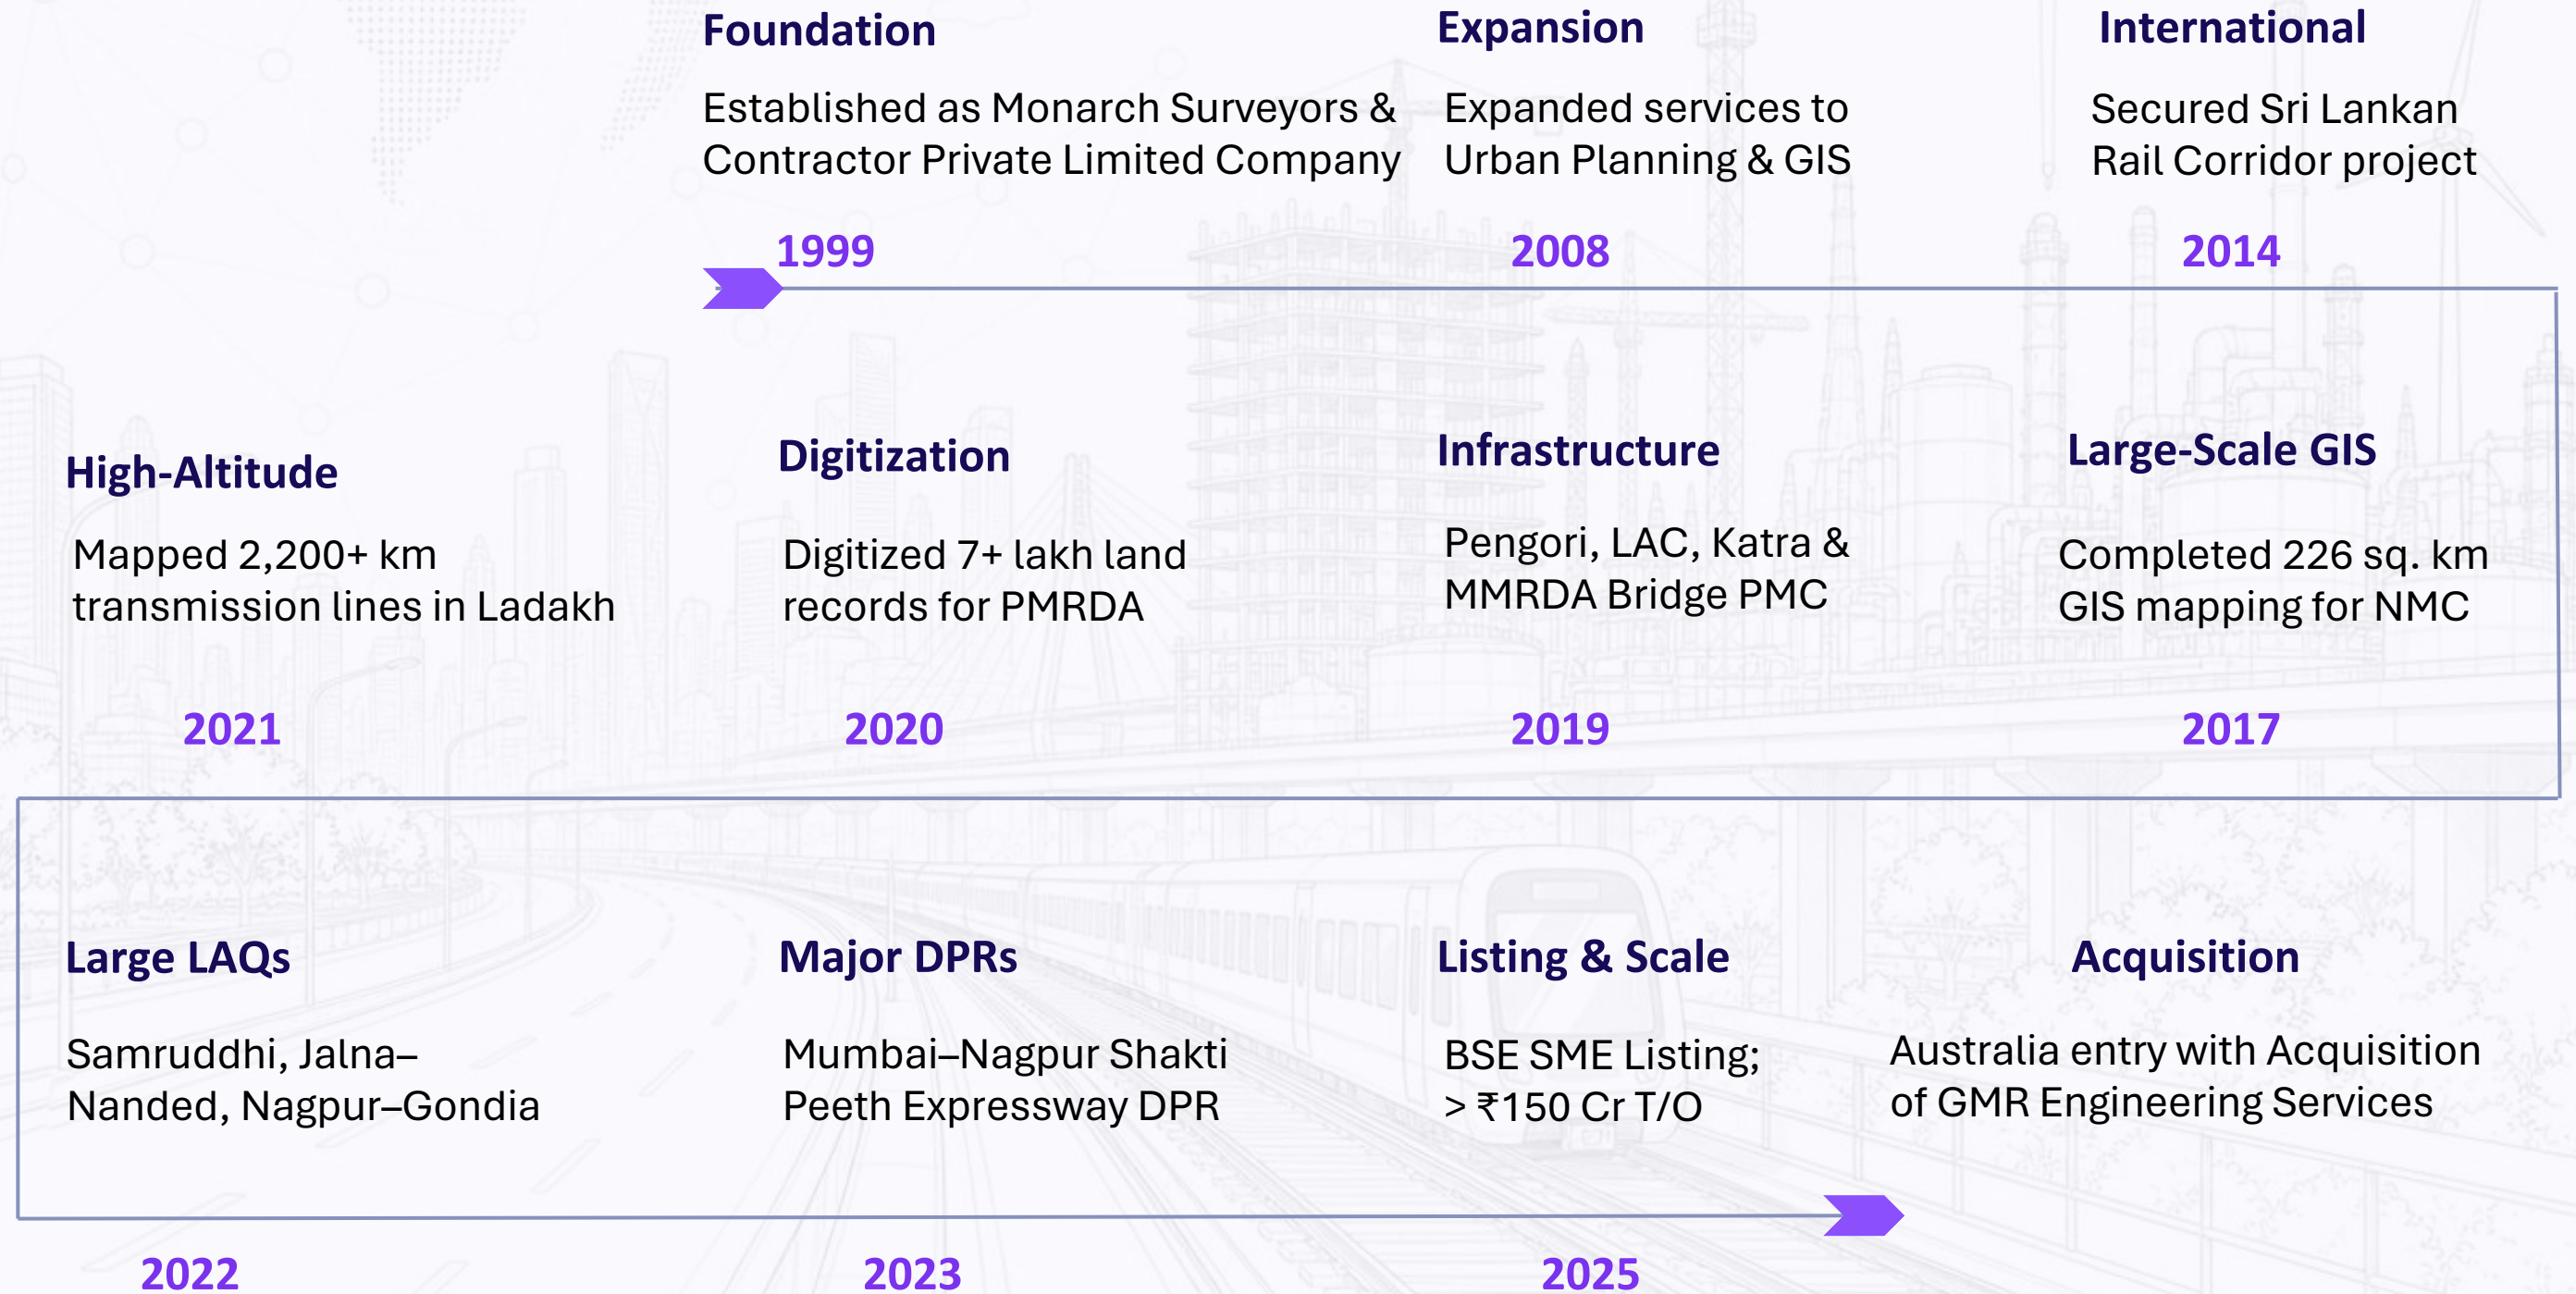 Foundation
Established as Monarch Surveyors &
Contractor Private Limited Company
1999
Expansion
Expanded services to
Urban Planning & GIS
2008
International
Secured Sri Lankan
Rail Corridor project
2014
High-Altitude
Mapped 2,200+ km
transmission lines in Ladakh
2021
Digitization
Digitized 7+ lakh land
records for PMRDA
2020
Infrastructure
Pengori, LAC, Katra &
MMRDA Bridge PMC
2019
Large-Scale GIS
Completed 226 sq. km
GIS mapping for NMC
2017
Large LAQs
Samruddhi, Jalna–
Nanded, Nagpur–Gondia
2022
Major DPRs
Mumbai–Nagpur Shakti
Peeth Expressway DPR
2023
Listing & Scale
BSE SME Listing;
> ₹150 Cr T/O
2025
Acquisition
Australia entry with Acquisition
of GMR Engineering Services